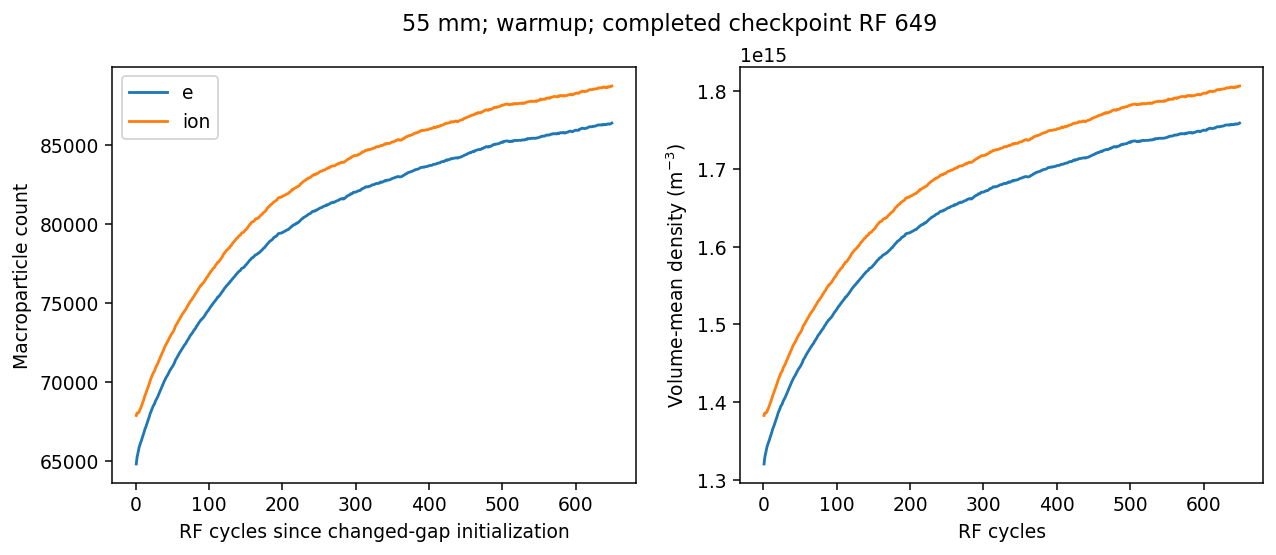 55 mm; warmup; completed checkpoint RF 649
e
ion
Macroparticle count
85000
80000
75000
70000
65000
0 100 200 300 400 500 600
RF cycles since changed-gap initialization
1e15
Volume-mean density (m⁻³)
1.8
1.7
1.6
1.5
1.4
1.3
0 100 200 300 400 500 600
RF cycles